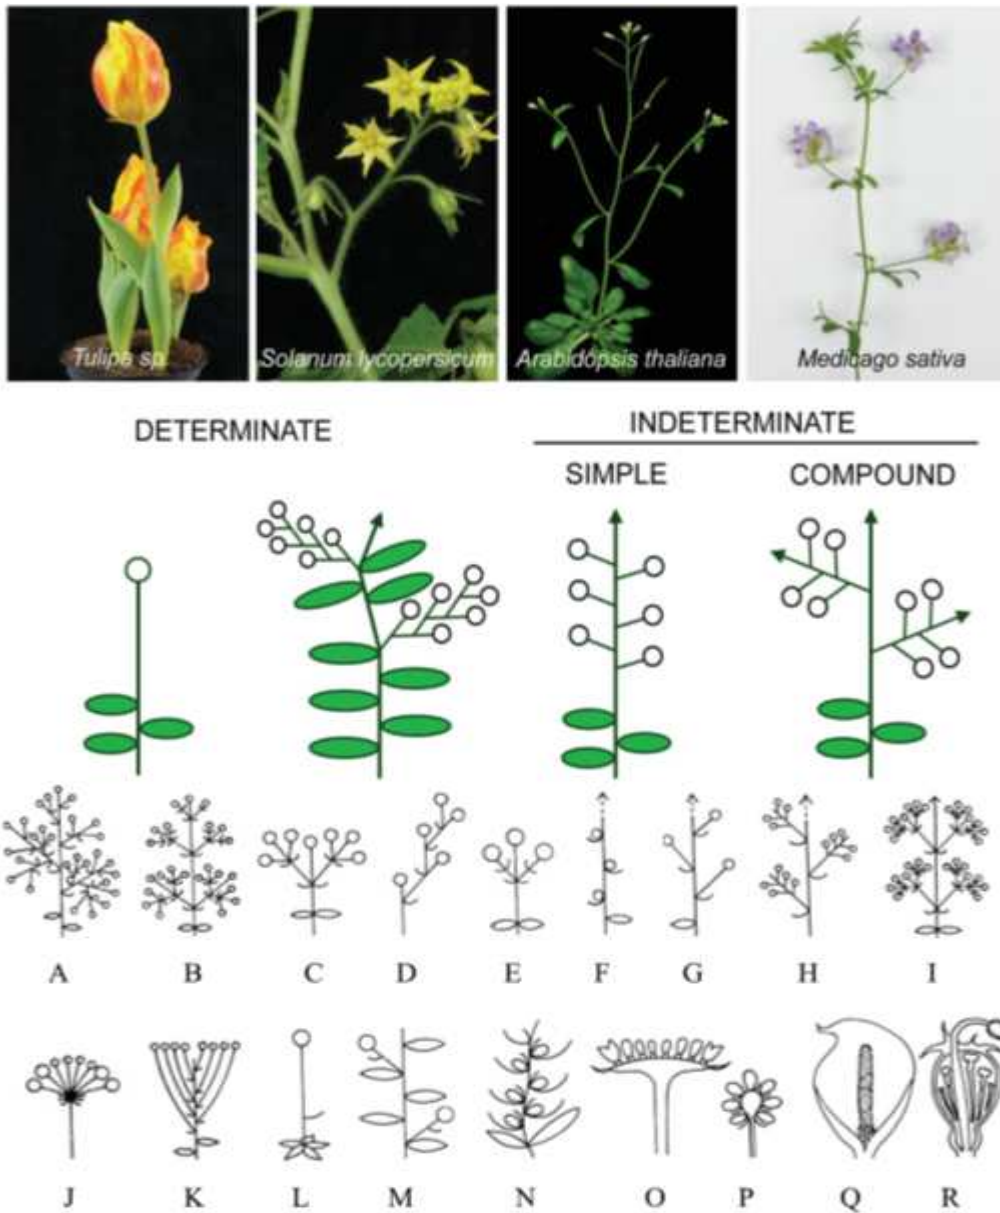 Tulipa sp.
Solanum lycopersicum
Arabidopsis thaliana
Medicago sativa
DETERMINATE
INDETERMINATE
SIMPLE
COMPOUND
A B C D E F G H I
J K L M N O P Q R